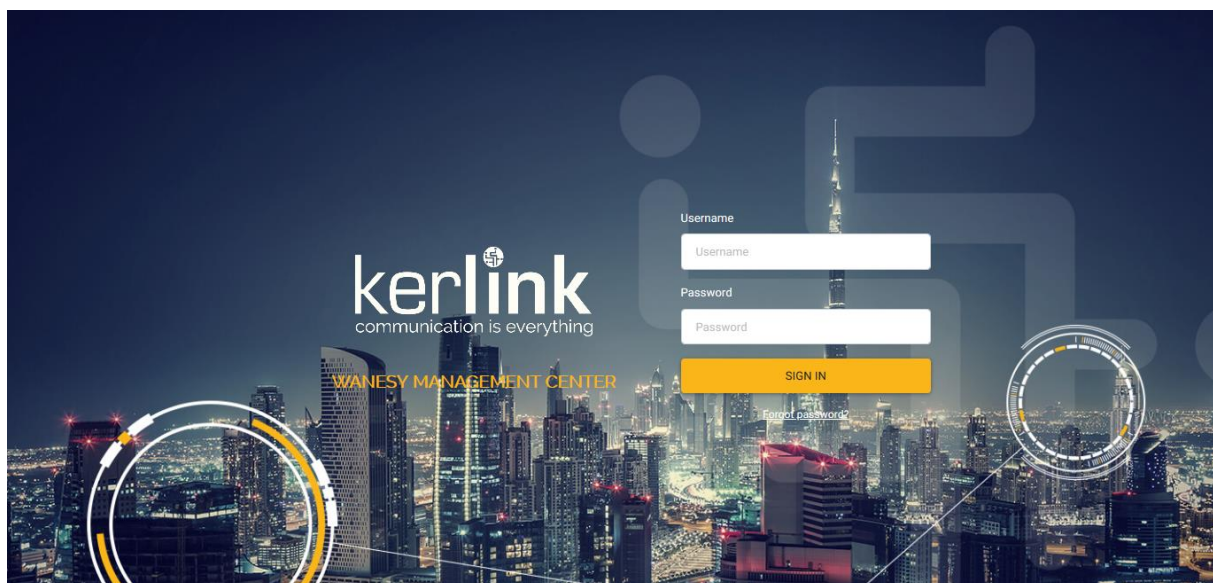 kerlink
communication is everything
WANESY MANAGEMENT CENTER
Username
Username
Password
Password
SIGN IN
Forgot password?